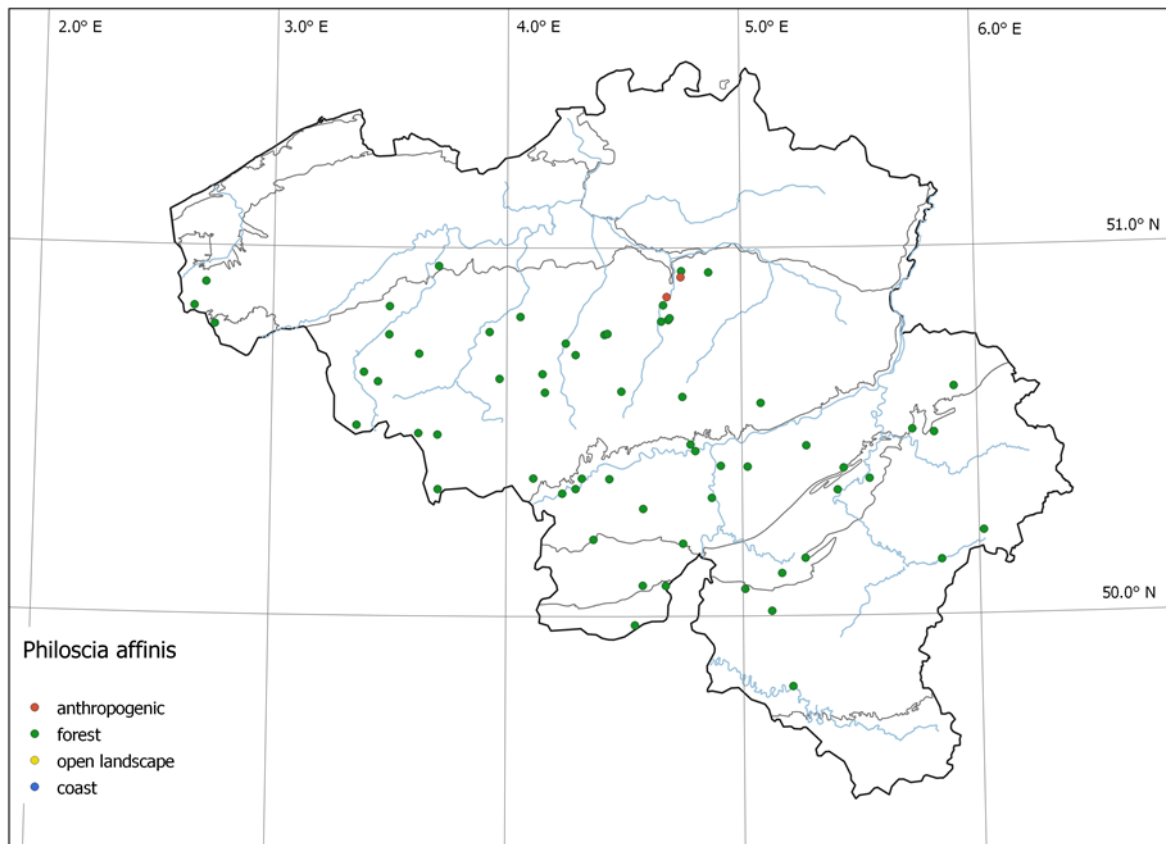 2.0° E 3.0° E 4.0° E 5.0° E 6.0° E
51.0° N
50.0° N
Philoscia affinis
anthropogenic
forest
open landscape
coast